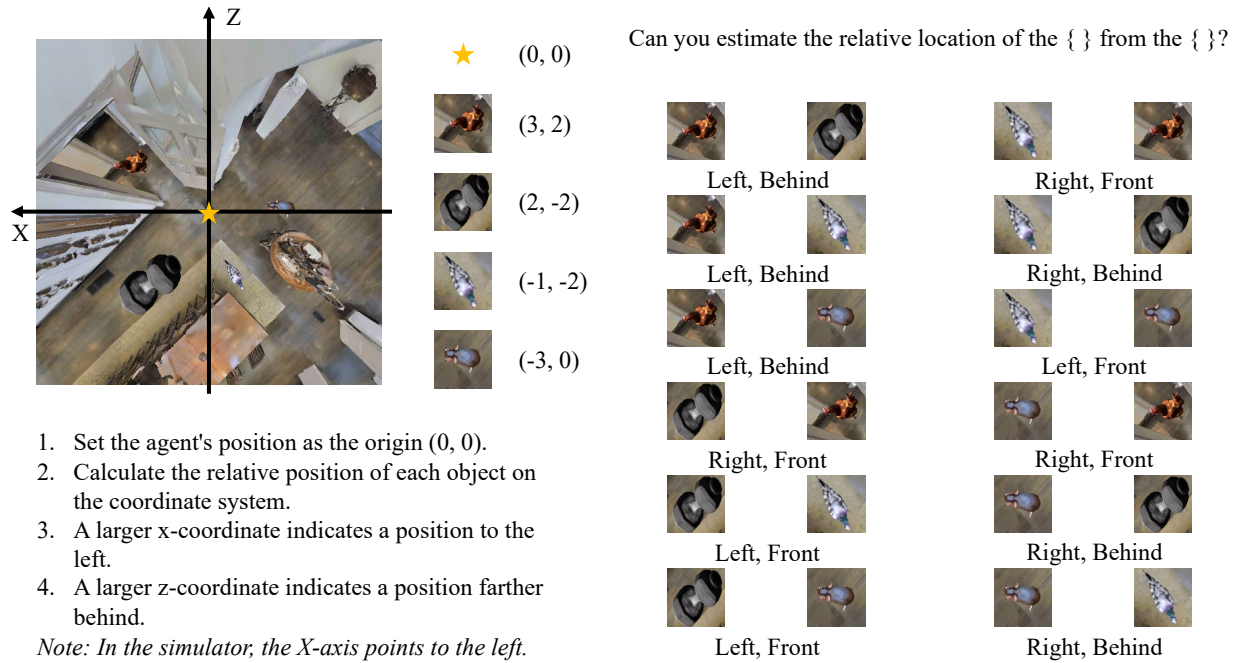 Z
X
(0, 0)
(3, 2)
(2, -2)
(-1, -2)
(-3, 0)
1. Set the agent's position as the origin (0, 0).
2. Calculate the relative position of each object on
the coordinate system.
3. A larger x-coordinate indicates a position to the
left.
4. A larger z-coordinate indicates a position farther
behind.
Note: In the simulator, the X-axis points to the left.
Can you estimate the relative location of the { } from the { }?
Left, Behind
Right, Front
Left, Behind
Right, Behind
Left, Behind
Left, Front
Right, Front
Right, Front
Left, Front
Right, Behind
Left, Front
Right, Behind